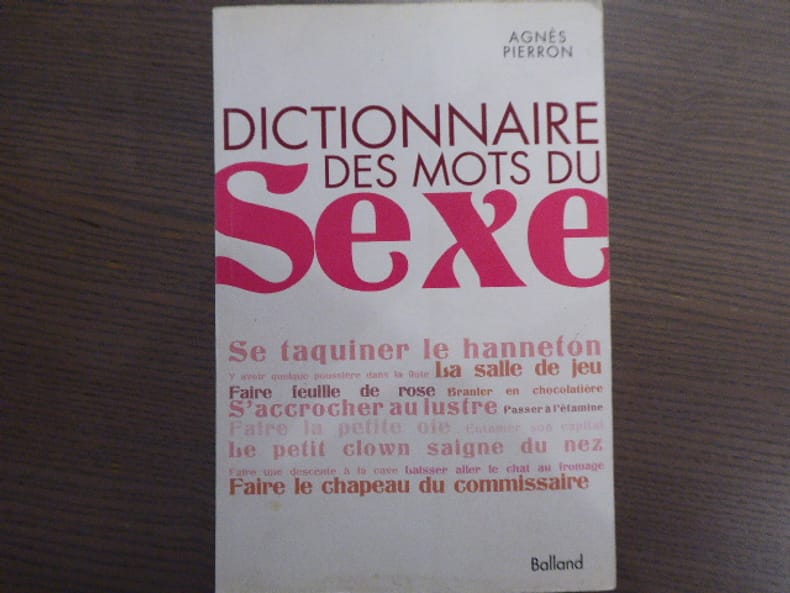 AGNÈS
PIERRON
DICTIONNAIRE
DES MOTS DU
Sexe
Se taquiner le hanneton
Y avoir quelque poussière dans la flûte La salle de jeu
Faire feuille de rose Branler en chocolatière
S'accrocher au lustre Passer à l'étamine
Faire la petite oie Entamer son capital
Le petit clown saigne du nez
Faire une descente à la cave Laisser aller le chat au fromage
Faire le chapeau du commissaire
Balland